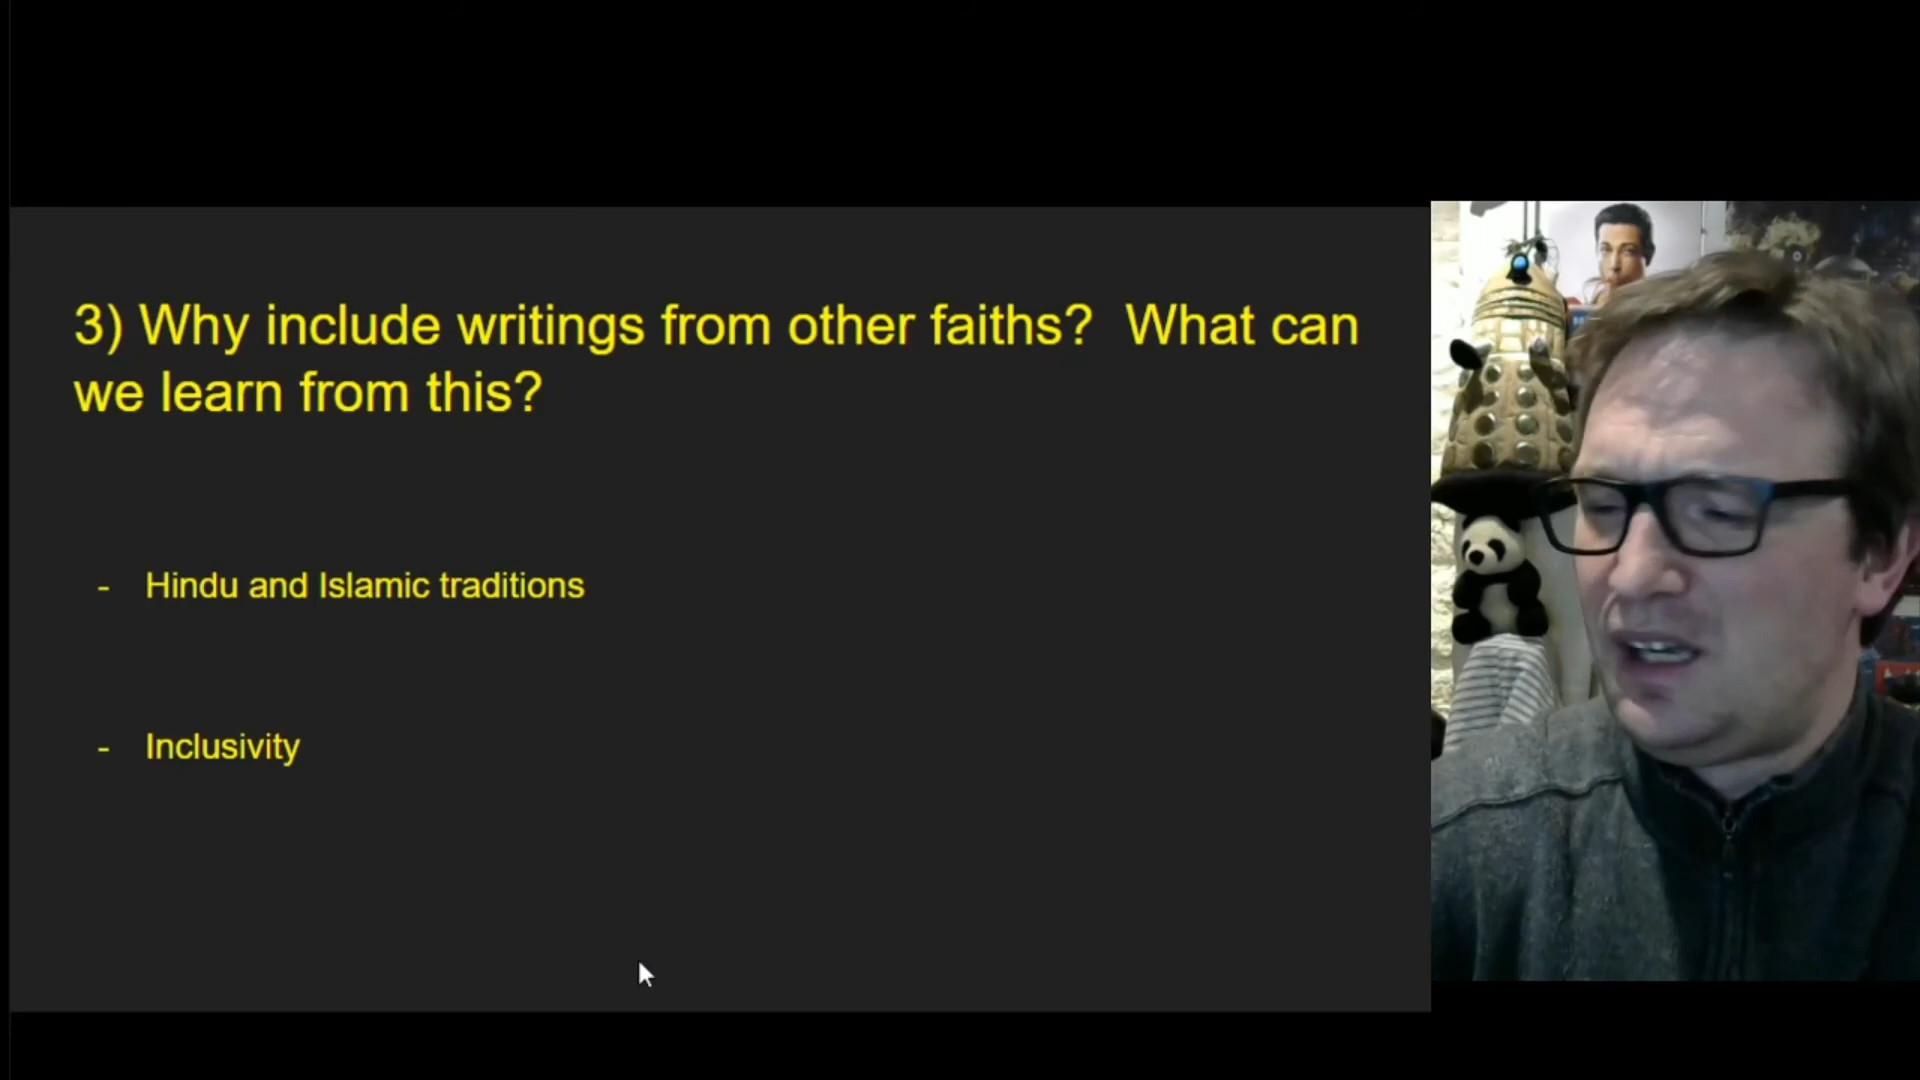 3) Why include writings from other faiths?  What can
we learn from this?
- Hindu and Islamic traditions
- Inclusivity